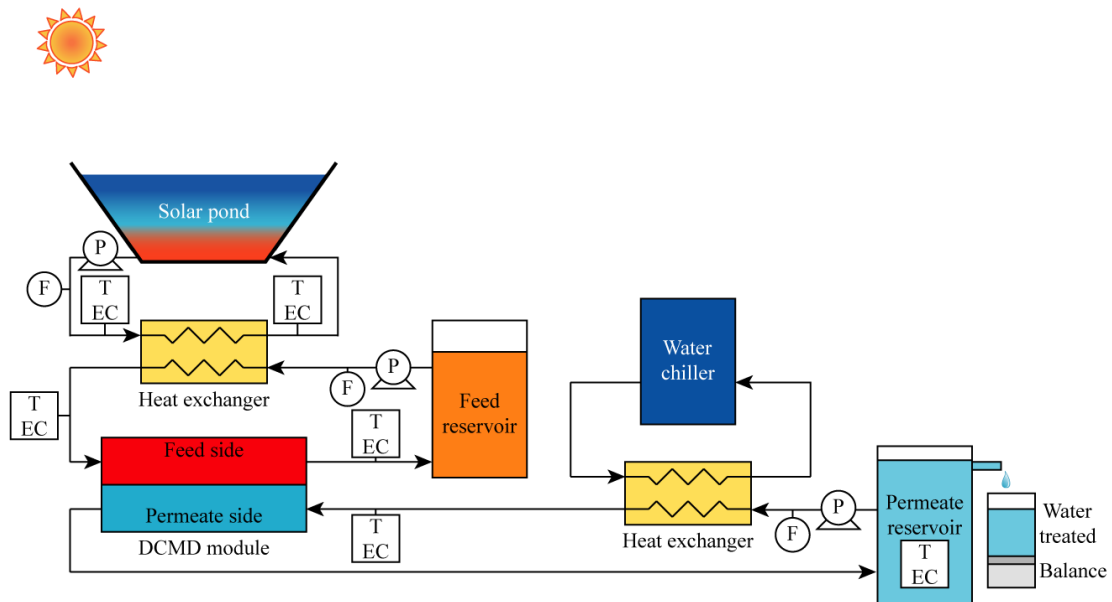 Solar pond
P
F
T
EC
T
EC
Heat exchanger
P
F
Feed
reservoir
T
EC
Feed side
T
EC
Permeate side
DCMD module
T
EC
Water
chiller
Heat exchanger
P
F
Permeate
reservoir
T
EC
Water
treated
Balance